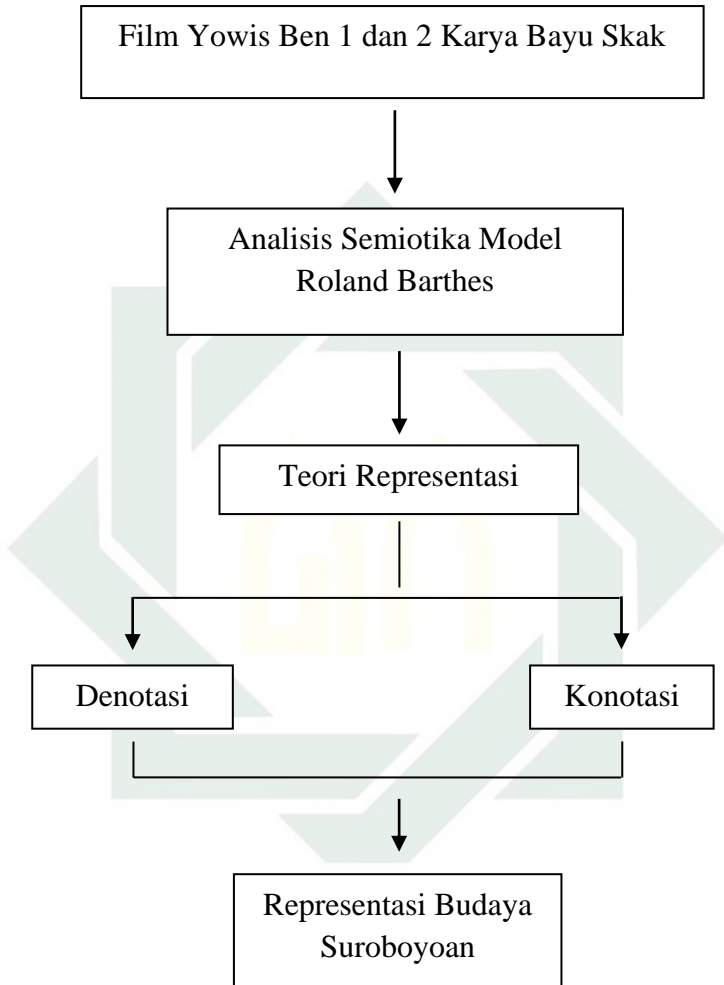 Film Yowis Ben 1 dan 2 Karya Bayu Skak
Analisis Semiotika Model
Roland Barthes
Teori Representasi
Denotasi
Konotasi
Representasi Budaya
Suroboyoan